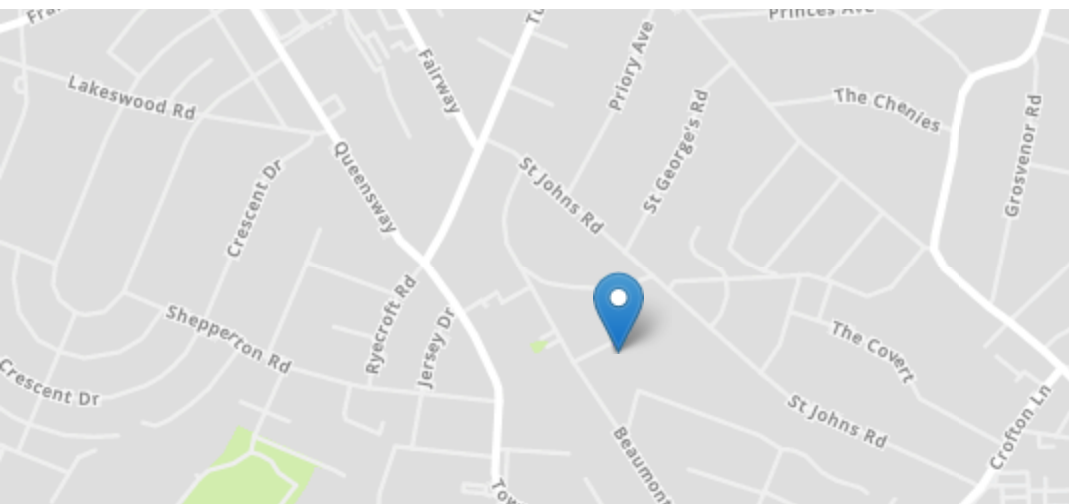 Princes Ave
Fairway
Priory Ave
Lakeswood Rd
The Chenies
St George's Rd
Grosvenor Rd
Queensway
St Johns Rd
Crescent Dr
Ryecroft Rd
Shepperton Rd
Jersey Dr
The Covert
Crescent Dr
St Johns Rd
Crofton Ln
Beaumont